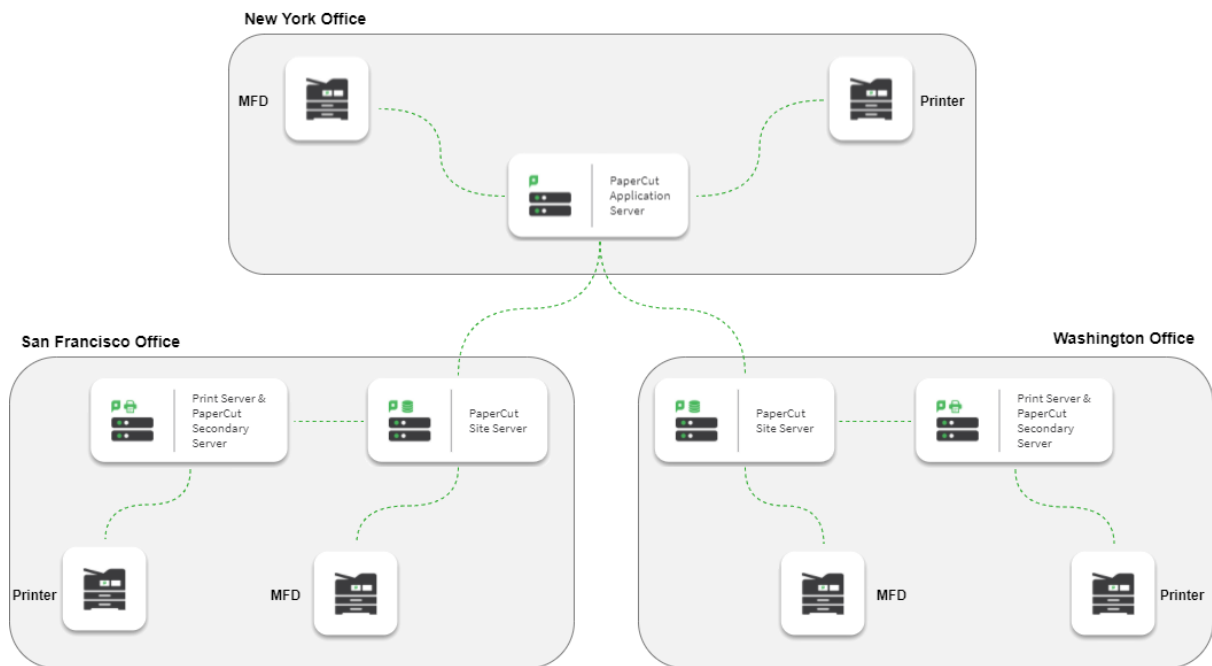 New York Office
MFD
Printer
PaperCut
Application
Server
San Francisco Office
Print Server &
PaperCut
Secondary
Server
PaperCut
Site Server
Printer
MFD
Washington Office
PaperCut
Site Server
Print Server &
PaperCut
Secondary
Server
MFD
Printer